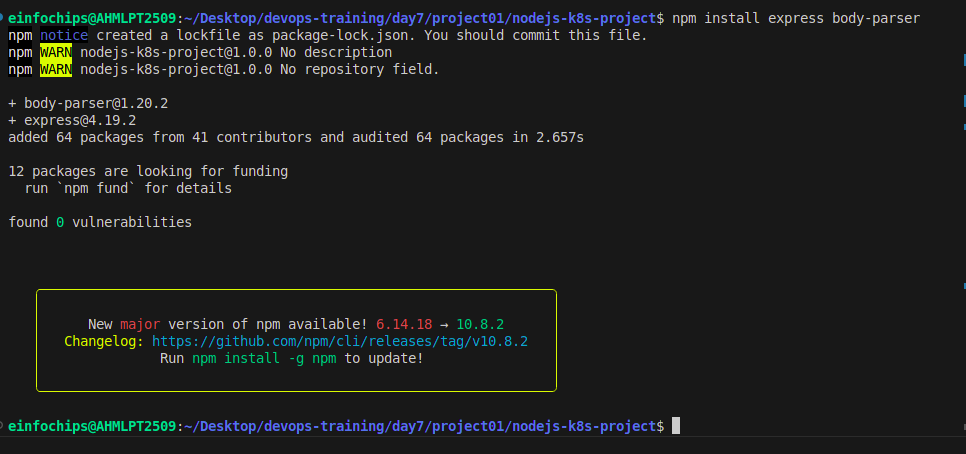 einfochips@AHMLPT2509:~/Desktop/devops-training/day7/project01/nodejs-k8s-project$ npm install express body-parser
npm notice created a lockfile as package-lock.json. You should commit this file.
npm WARN nodejs-k8s-project@1.0.0 No description
npm WARN nodejs-k8s-project@1.0.0 No repository field.
+ body-parser@1.20.2
+ express@4.19.2
added 64 packages from 41 contributors and audited 64 packages in 2.657s
12 packages are looking for funding
  run `npm fund` for details
found 0 vulnerabilities
New major version of npm available! 6.14.18 → 10.8.2
Changelog: https://github.com/npm/cli/releases/tag/v10.8.2
Run npm install -g npm to update!
einfochips@AHMLPT2509:~/Desktop/devops-training/day7/project01/nodejs-k8s-project$